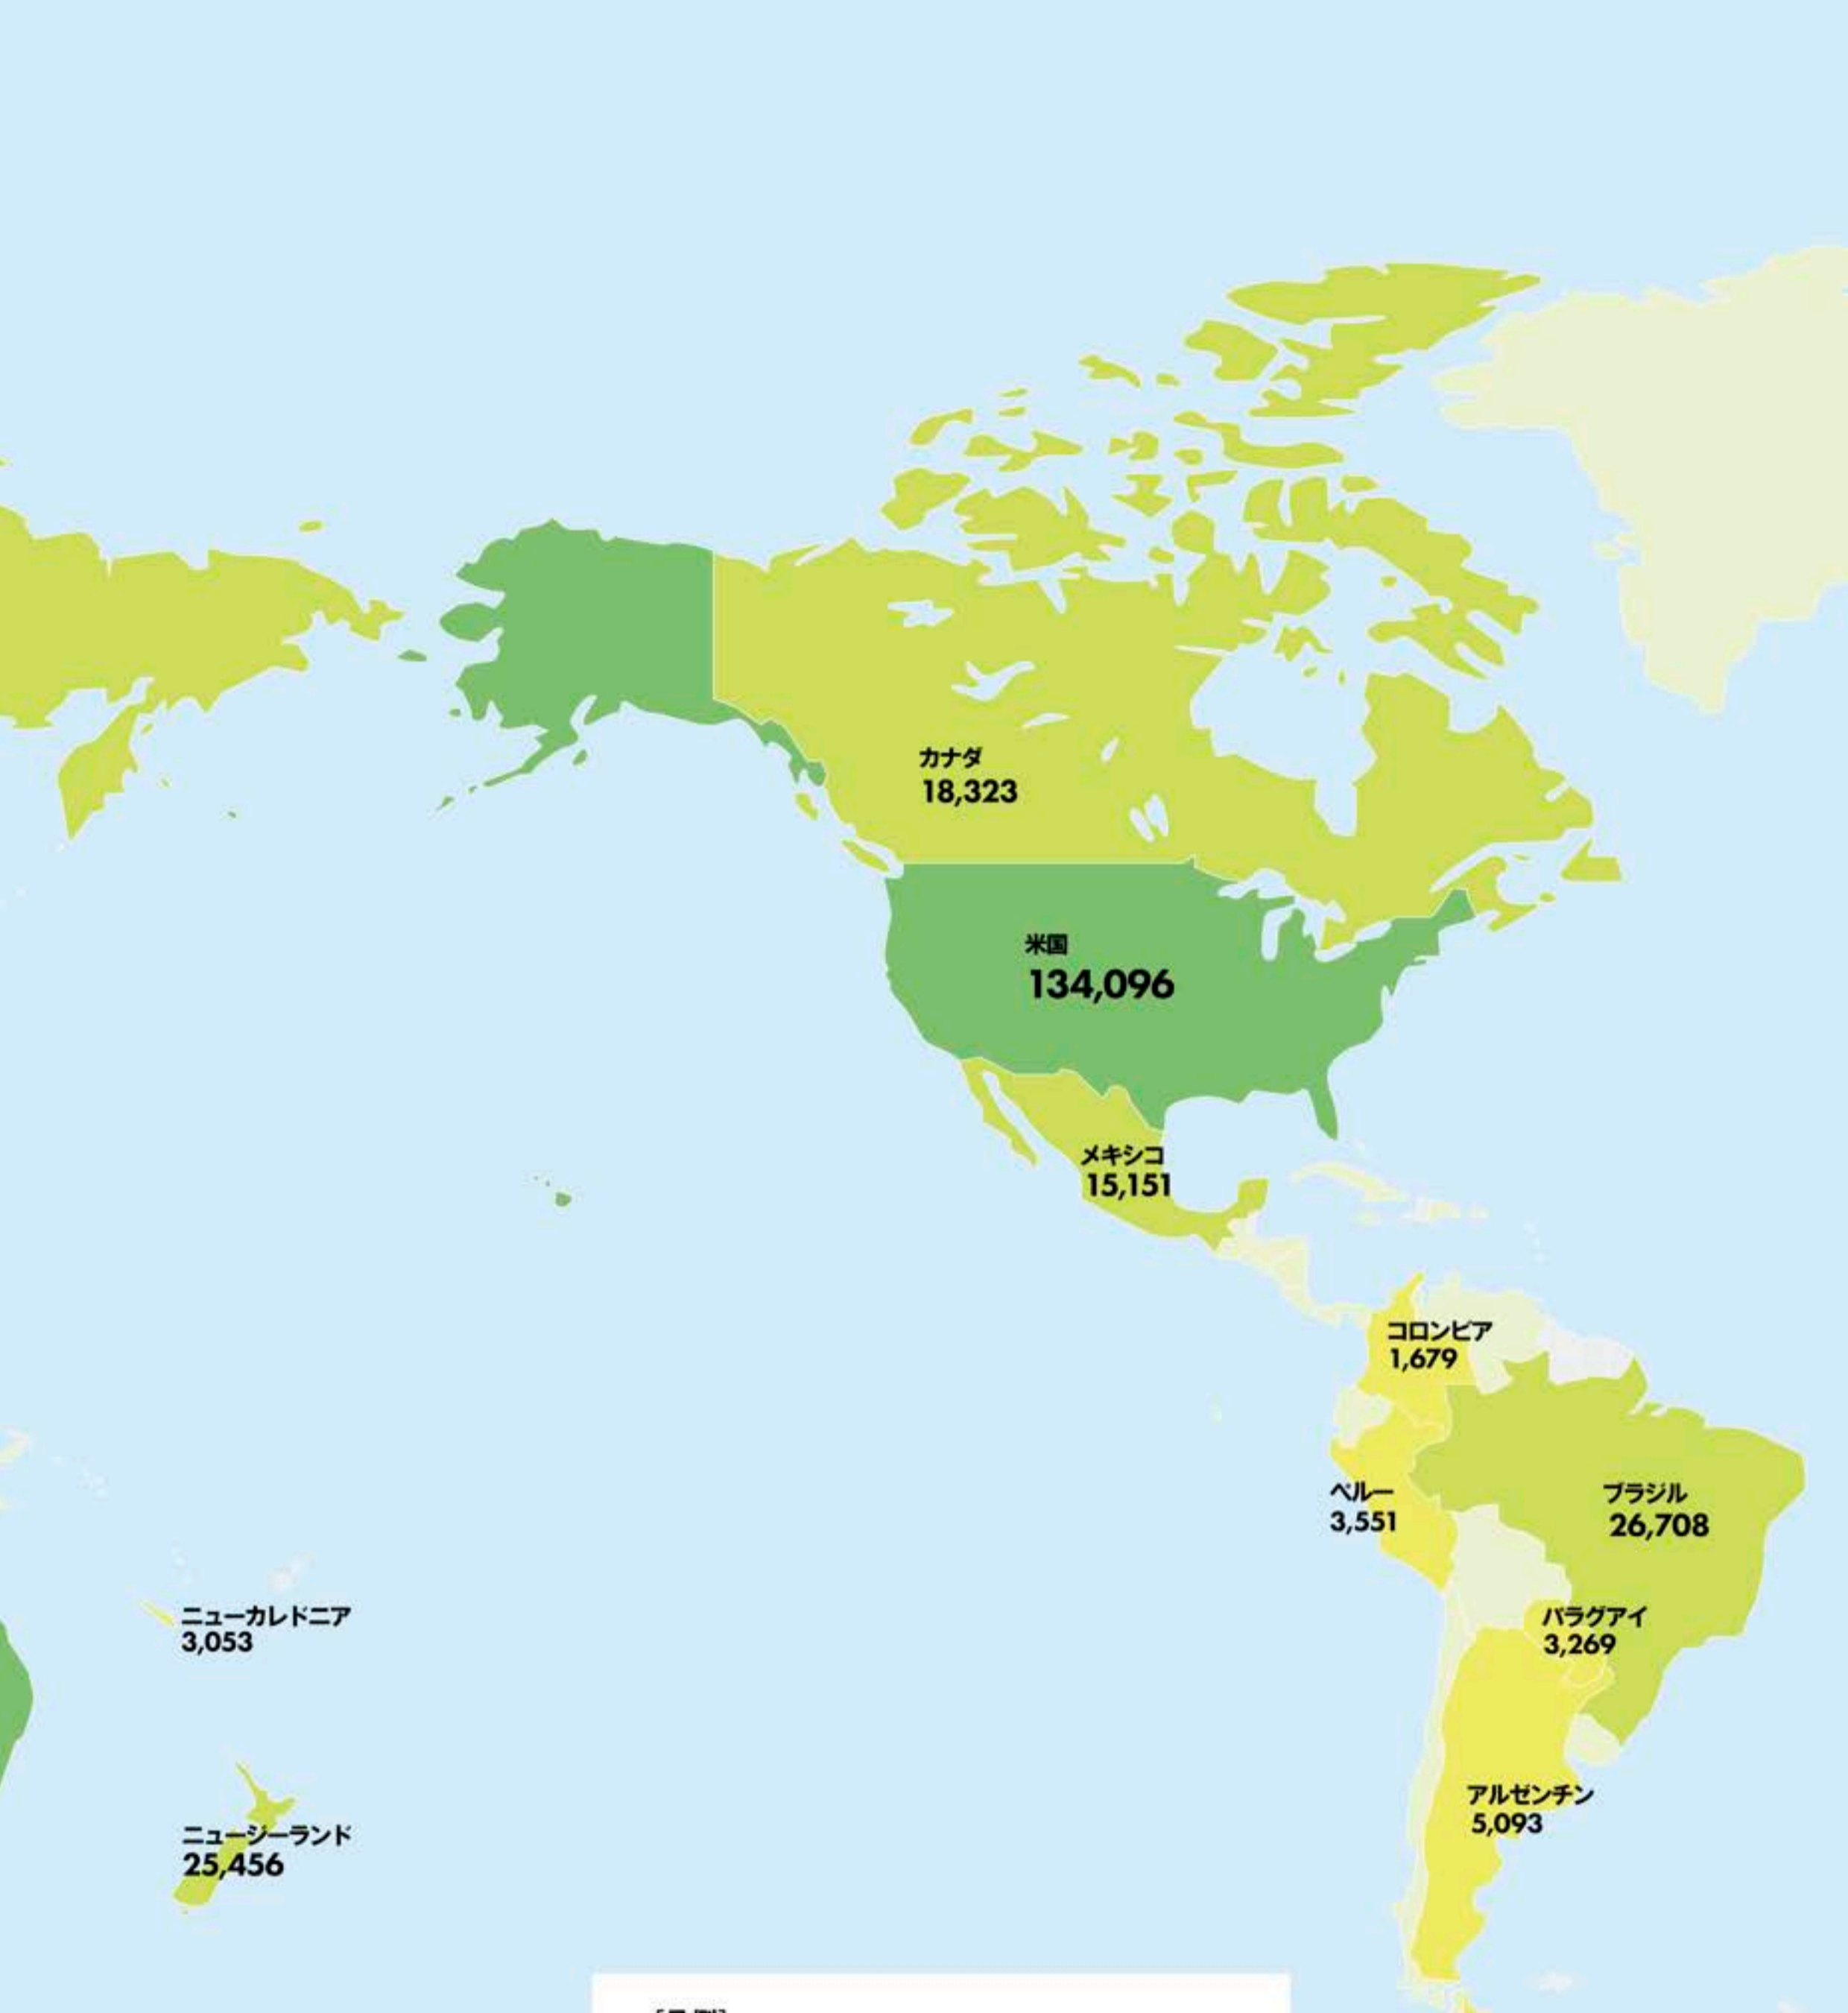 カナダ
18,323
米国
134,096
メキシコ
15,151
コロンビア
1,679
ペルー
3,551
ブラジル
26,708
ニューカレドニア
3,053
パラグアイ
3,269
アルゼンチン
5,093
ニュージーランド
25,456